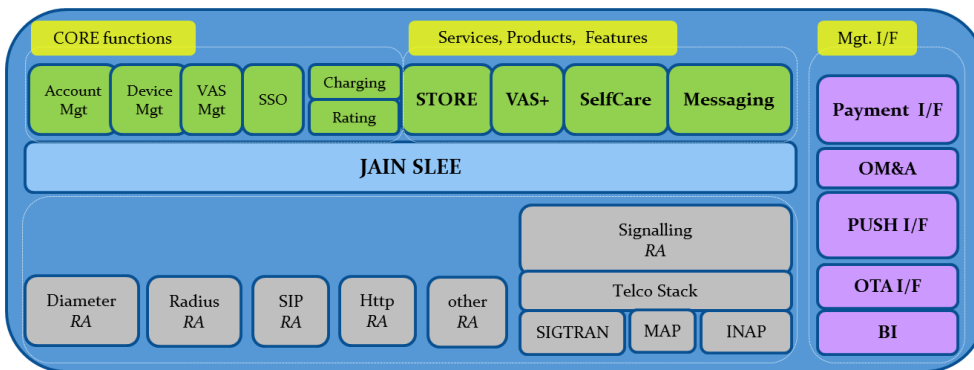 CORE functions
Services, Products, Features
Mgt. I/F
Account
Mgt
Device
Mgt
VAS
Mgt
SSO
Charging
Rating
STORE
VAS+
SelfCare
Messaging
Payment I/F
JAIN SLEE
OM&A
PUSH I/F
Signalling
RA
Diameter
RA
Radius
RA
SIP
RA
Http
RA
other
RA
Telco Stack
OTA I/F
SIGTRAN
MAP
INAP
BI